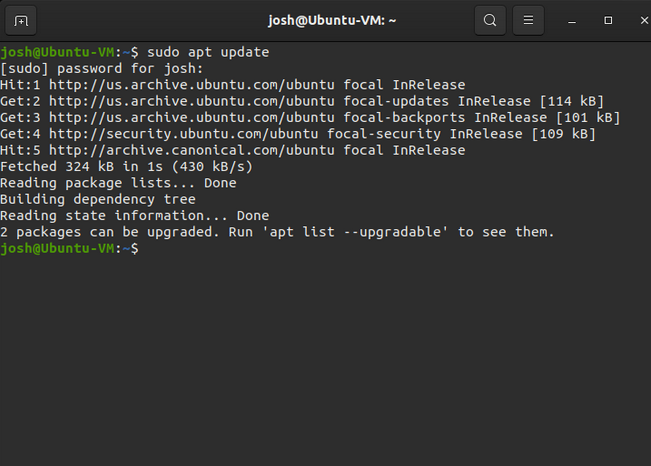 josh@Ubuntu-VM: ~
josh@Ubuntu-VM:~$ sudo apt update
[sudo] password for josh:
Hit:1 http://us.archive.ubuntu.com/ubuntu focal InRelease
Get:2 http://us.archive.ubuntu.com/ubuntu focal-updates InRelease [114 kB]
Get:3 http://us.archive.ubuntu.com/ubuntu focal-backports InRelease [101 kB]
Get:4 http://security.ubuntu.com/ubuntu focal-security InRelease [109 kB]
Hit:5 http://archive.canonical.com/ubuntu focal InRelease
Fetched 324 kB in 1s (430 kB/s)
Reading package lists... Done
Building dependency tree
Reading state information... Done
2 packages can be upgraded. Run 'apt list --upgradable' to see them.
josh@Ubuntu-VM:~$